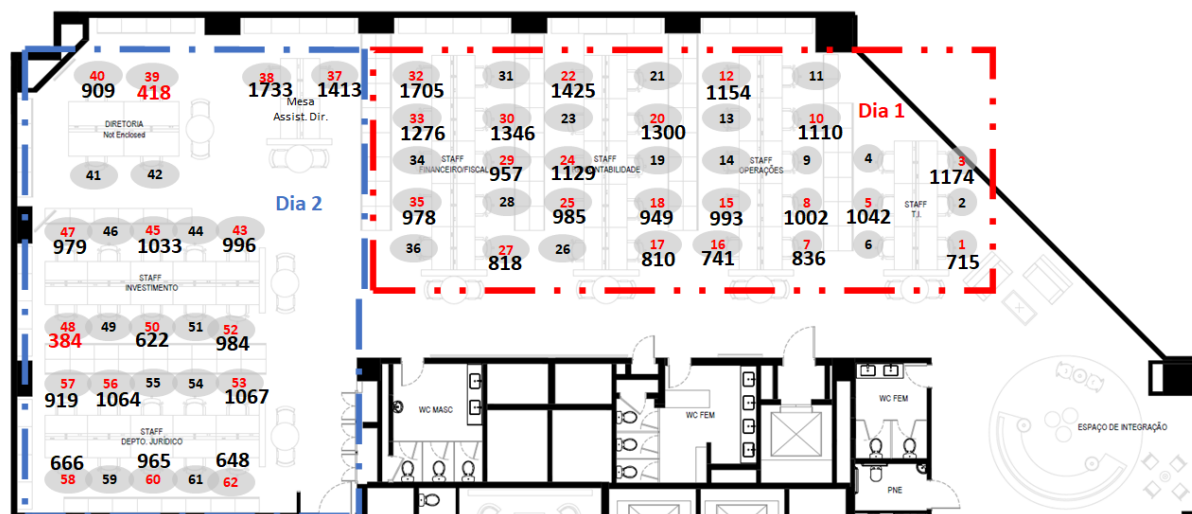 40 39 38 37 32 31 22 21 12 11
909 418 1733 1413 1705 1425 1154
Mesa
Assist. Dir.
Dia 1
33 30 23 20 13 10
1276 1346 1300 1110
DIRETORIA
Not Enclosed
34 29 24 19 14 9 4 3
STAFF
FINANCEIRO/FISCAL
STAFF
STAFF
OPERAÇÕES
957 1129 1174
41 42
Dia 2
35 28 25 18 15 8 5 2
978 985 949 993 1002 1042
STAFF
T.I.
47 46 45 44 43
979 1033 996
36 27 26 17 16 7 6 1
818 810 741 836 715
STAFF
INVESTIMENTO
48 49 50 51 52
384 622 984
57 56 55 54 53
919 1064 1067
STAFF
DEPTO. JURÍDICO
666 965 648
58 59 60 61 62
WC MASC
WC FEM
WC FEM
PNE
ESPAÇO DE INTEGRAÇÃO